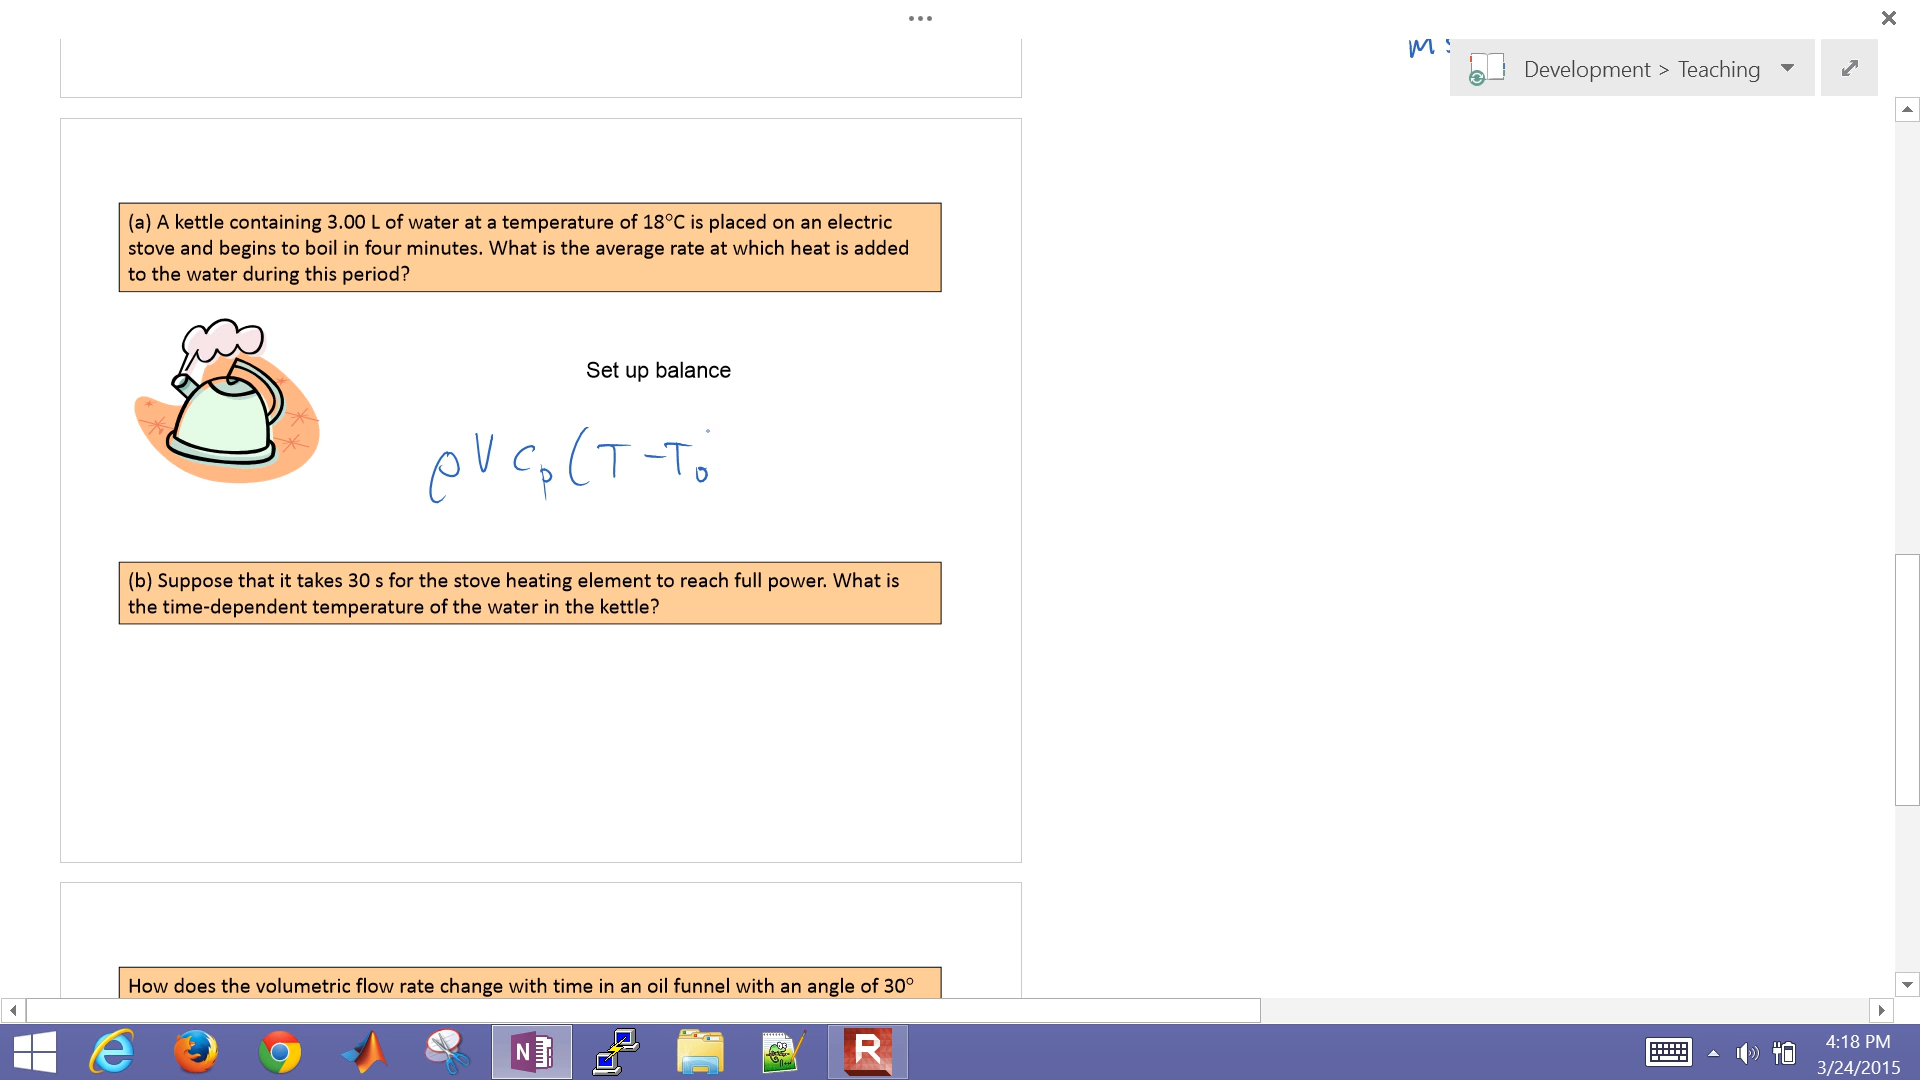 Development > Teaching
(a) A kettle containing 3.00 L of water at a temperature of 18°C is placed on an electric
stove and begins to boil in four minutes. What is the average rate at which heat is added
to the water during this period?
Set up balance
ρ V Cp (T - To
(b) Suppose that it takes 30 s for the stove heating element to reach full power. What is
the time-dependent temperature of the water in the kettle?
How does the volumetric flow rate change with time in an oil funnel with an angle of 30°
N
R
4:18 PM
3/24/2015